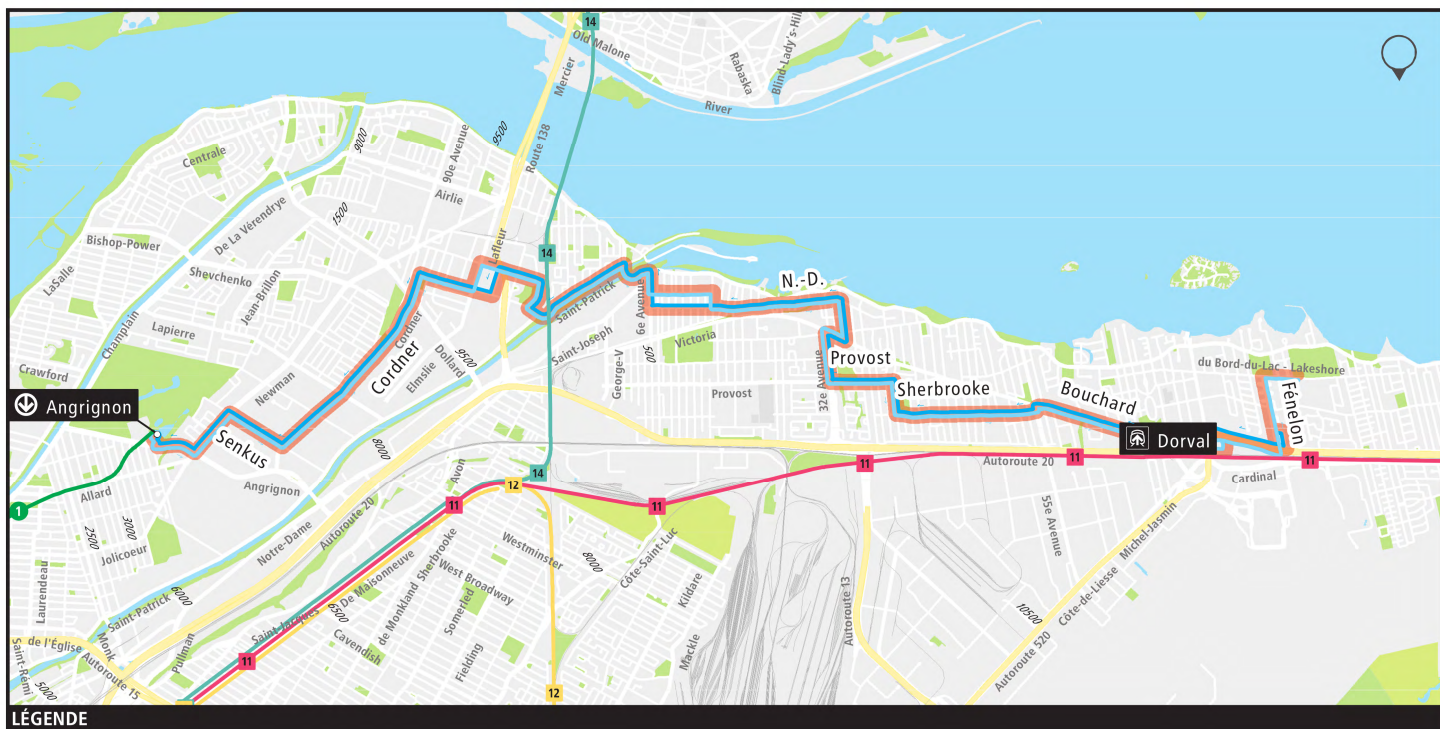 14
Old Malone
Mercier
Rabaska
Blind-Lady's-Hil
River
9000
Centrale
90e Avenue
9500
Route 138
Airlie
De La Vérendrye
1500
Lafleur
Bishop-Power
14
LaSalle
Shevchenko
Jean-Brillon
N.-D.
Champlain
Lapierre
Cordner
Cordner
Saint-Patrick
6e Avenue
Saint-Joseph
Victoria
500
Dollard
9500
Elmslie
George-V
Provost
32e Avenue
Provost
Sherbrooke
Bouchard
du Bord-du-Lac - Lakeshore
Fénelon
Crawford
Newman
Angrignon
Senkus
8000
Dorval
Autoroute 20
11
11
Cardinal
11
Allard
Angrignon
1
3000
2500
Jolicoeur
Notre-Dame
Autoroute 20
Avon
14
12
11
11
55e Avenue
Michel-Jasmin
Laurendeau
Saint-Patrick
6000
De Maisonneuve
6500
Sherbrooke
de Monkland
West Broadway
Westminster
8000
Côte-Saint-Luc
Kildare
Autoroute 13
Côte-de-Liesse
10500
Autoroute 520
de l'Église
Saint-Rémi
5000
Monk
Autoroute 15
Pullman
Saint-Jacques
11
Cavendish
Somerled
Fielding
12
Mackle
LÉGENDE